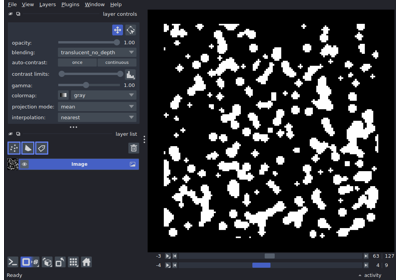 File View Layers Plugins Window Help
layer controls
opacity: 1.00
blending: translucent_no_depth
auto-contrast: once continuous
contrast limits:
gamma: 1.00
colormap: gray
projection mode: mean
interpolation: nearest
layer list
Image
-3 63 127
-4 4 9
Ready activity